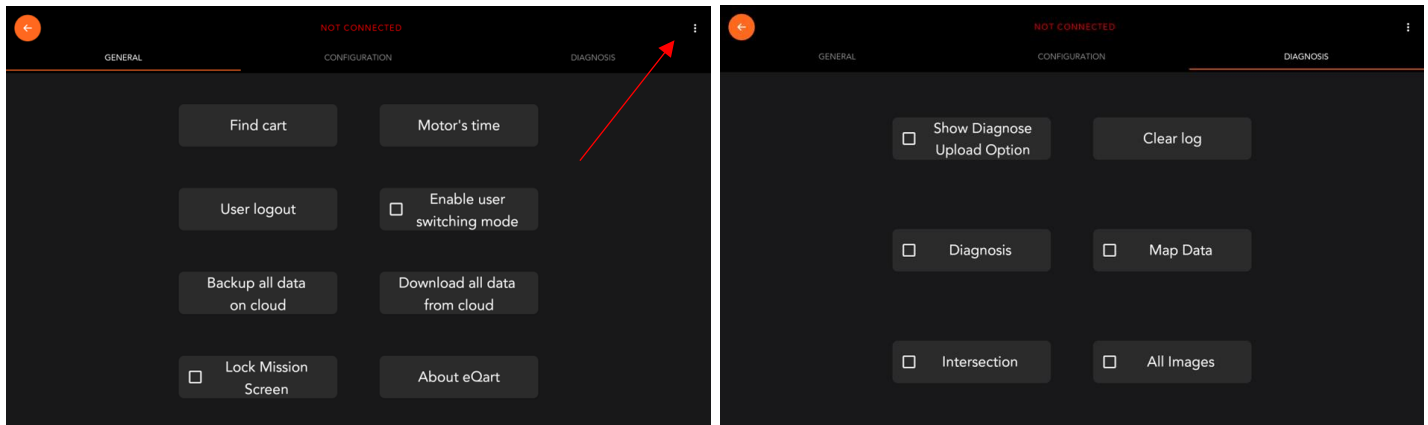 NOT CONNECTED
GENERAL CONFIGURATION DIAGNOSIS
Find cart
Motor's time
User logout
Enable user
switching mode
Backup all data
on cloud
Download all data
from cloud
Lock Mission
Screen
About eQart
NOT CONNECTED
GENERAL CONFIGURATION DIAGNOSIS
Show Diagnose
Upload Option
Clear log
Diagnosis
Map Data
Intersection
All Images